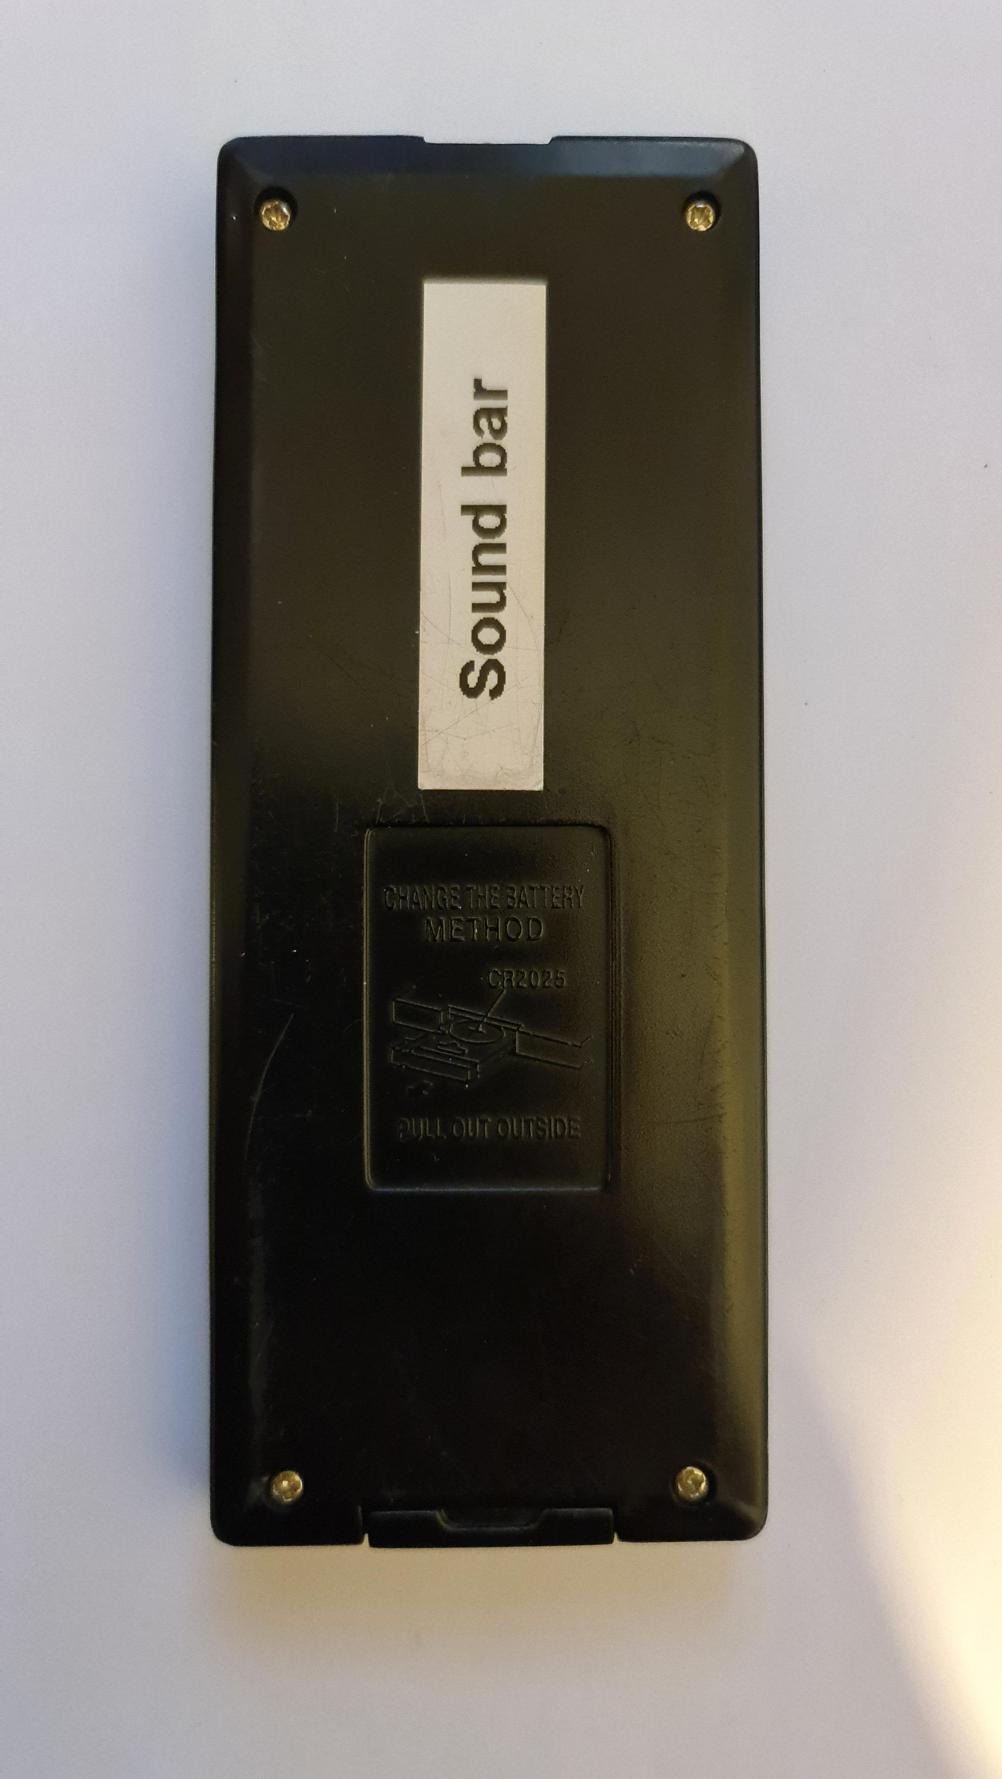 Sound bar
CHANGE THE BATTERY
METHOD
CR2025
PULL OUT OUTSIDE